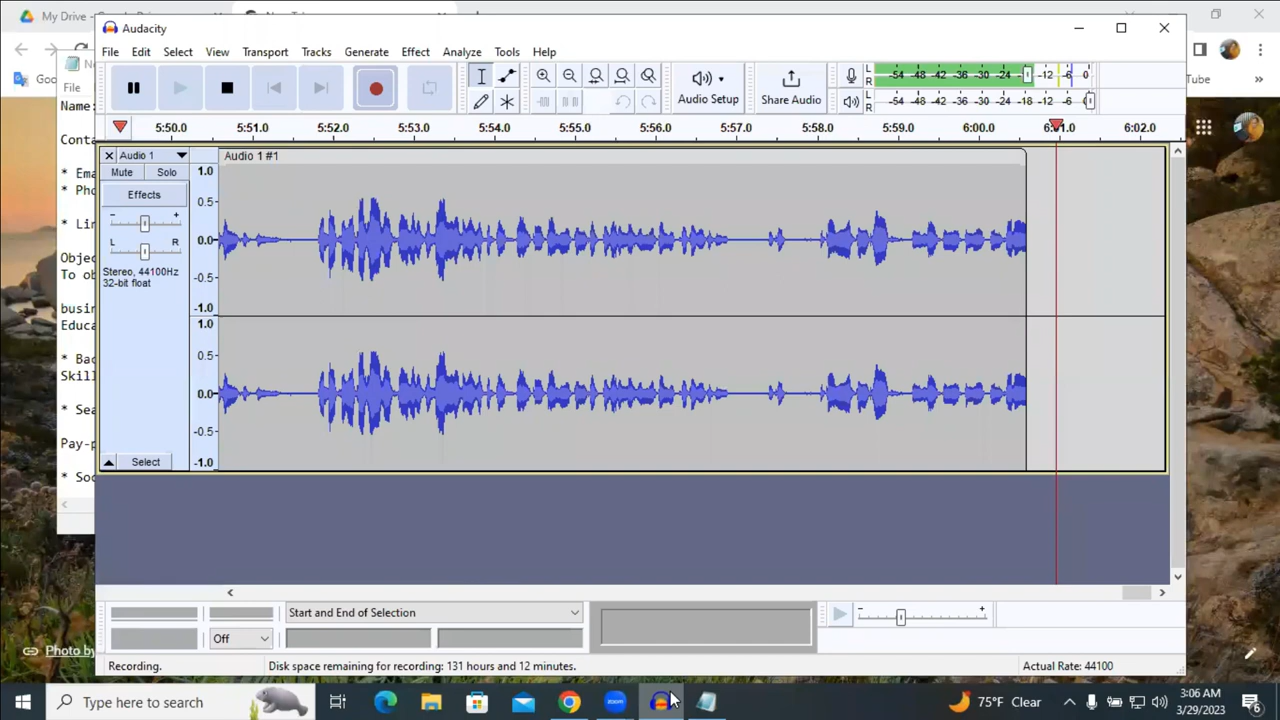 My Drive -
Audacity
File Edit Select View Transport Tracks Generate Effect Analyze Tools Help
Audio Setup
Share Audio
L R -54 -48 -42 -36 -30 -24 -12 -6 0
L R -54 -48 -42 -36 -30 -24 -18 -12 -6 0
5:50.0 5:51.0 5:52.0 5:53.0 5:54.0 5:55.0 5:56.0 5:57.0 5:58.0 5:59.0 6:00.0 6:01.0 6:02.0
Audio 1
Audio 1 #1
Mute Solo
Effects
- +
L R
Stereo, 44100Hz
32-bit float
1.0
0.5
0.0
-0.5
-1.0
1.0
0.5
0.0
-0.5
-1.0
Select
File
Name:
Conta
* Ema
* Pho
* Lin
Objec
To ob
busin
Educa
* Bac
Skil
* Sea
Pay-p
* Soc
Goo
Tube
Start and End of Selection
Off
- +
Recording.
Disk space remaining for recording: 131 hours and 12 minutes.
Actual Rate: 44100
Photo by
Type here to search
zoom
75°F Clear
3:06 AM
3/29/2023
6